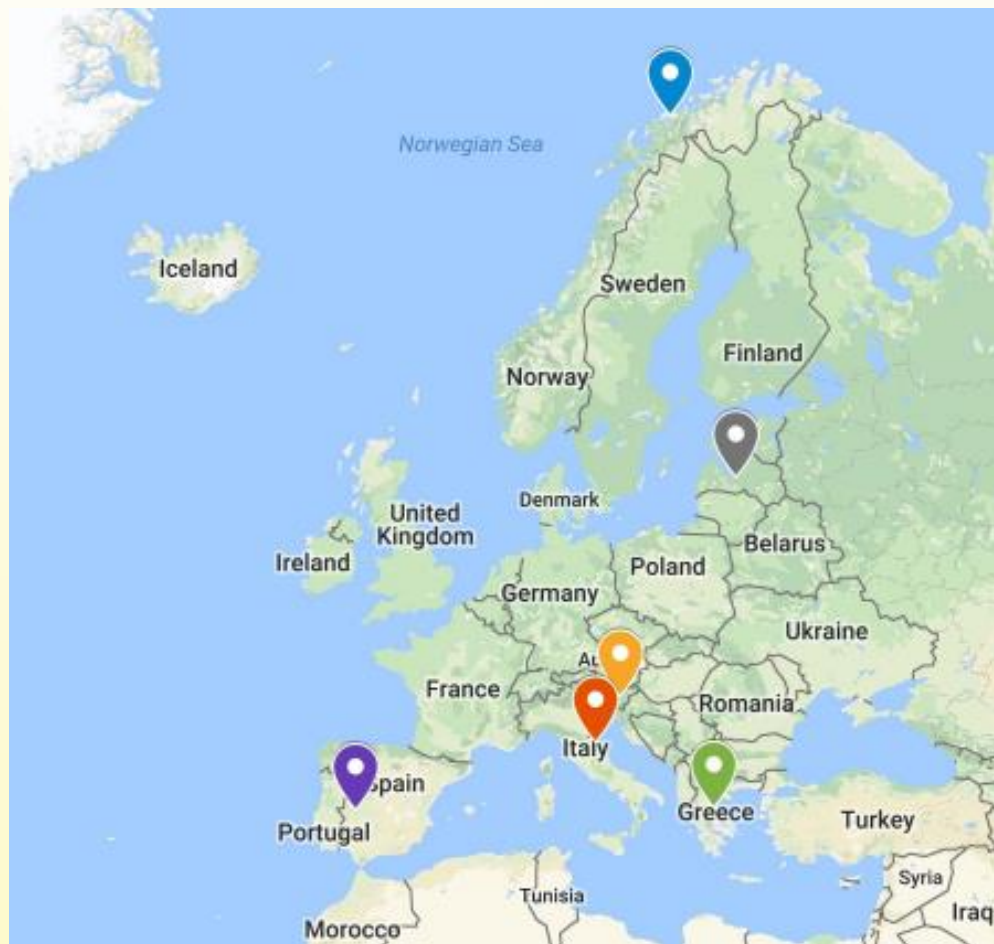 Norwegian Sea
Iceland
Sweden
Finland
Norway
Denmark
United
Kingdom
Ireland
Belarus
Poland
Germany
Ukraine
Au
France
Romania
Italy
Spain
Greece
Portugal
Turkey
Syria
Tunisia
Iraq
Morocco